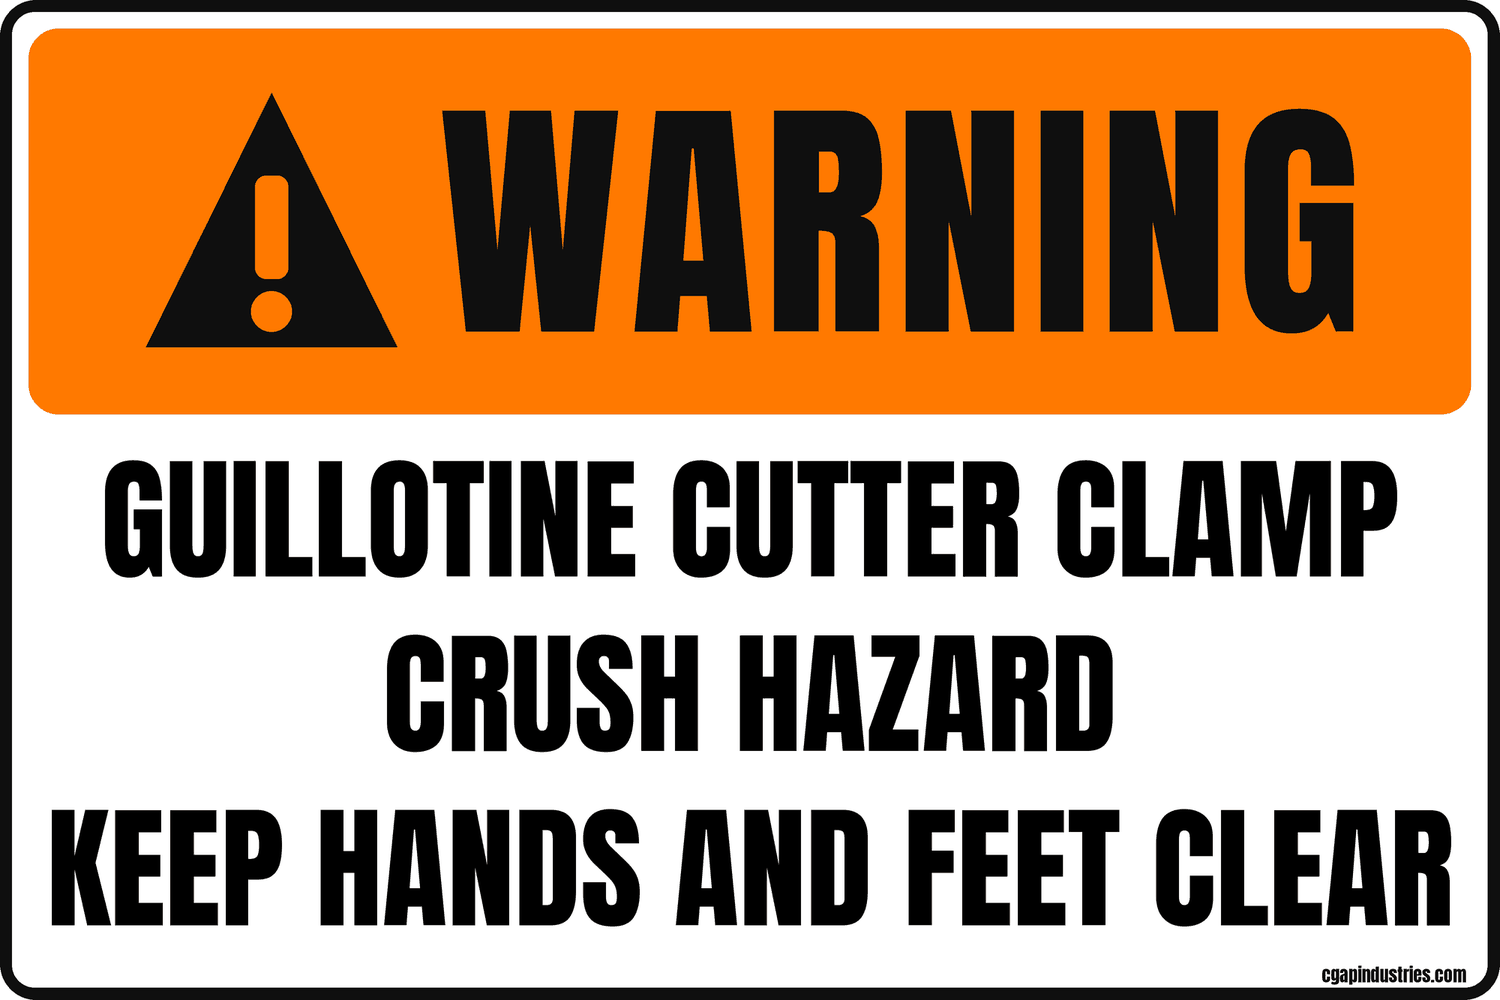 WARNING
GUILLOTINE CUTTER CLAMP
CRUSH HAZARD
KEEP HANDS AND FEET CLEAR
cgapindustries.com